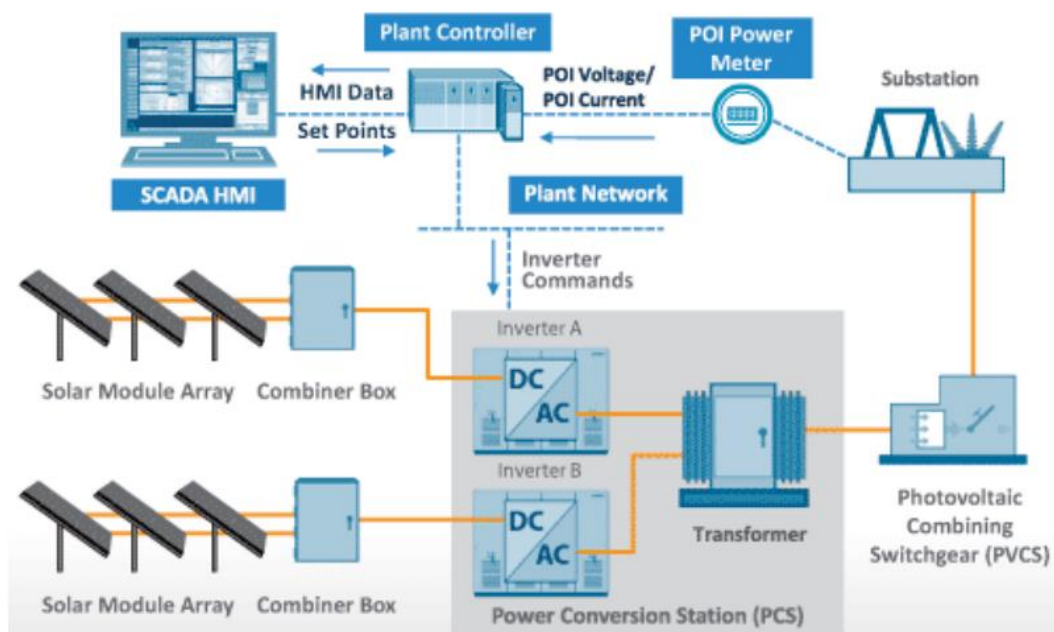 Plant Controller
POI Power
Meter
Substation
HMI Data
Set Points
POI Voltage/
POI Current
SCADA HMI
Plant Network
Inverter
Commands
Inverter A
DC
AC
Solar Module Array
Combiner Box
Inverter B
DC
AC
Transformer
Photovoltaic
Combining
Switchgear (PVCS)
Solar Module Array
Combiner Box
Power Conversion Station (PCS)